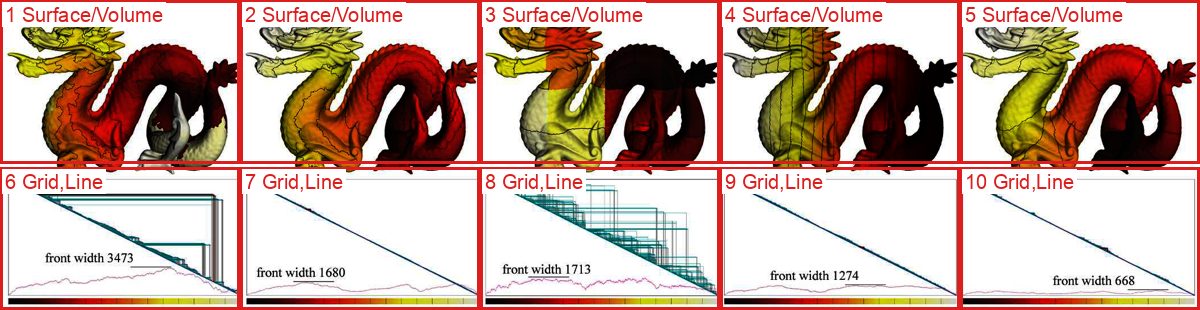 1 Surface/Volume
2 Surface/Volume
3 Surface/Volume
4 Surface/Volume
5 Surface/Volume
6 Grid,Line
7 Grid,Line
8 Grid,Line
9 Grid,Line
10 Grid,Line
front width 3473
front width 1680
front width 1713
front width 1274
front width 668